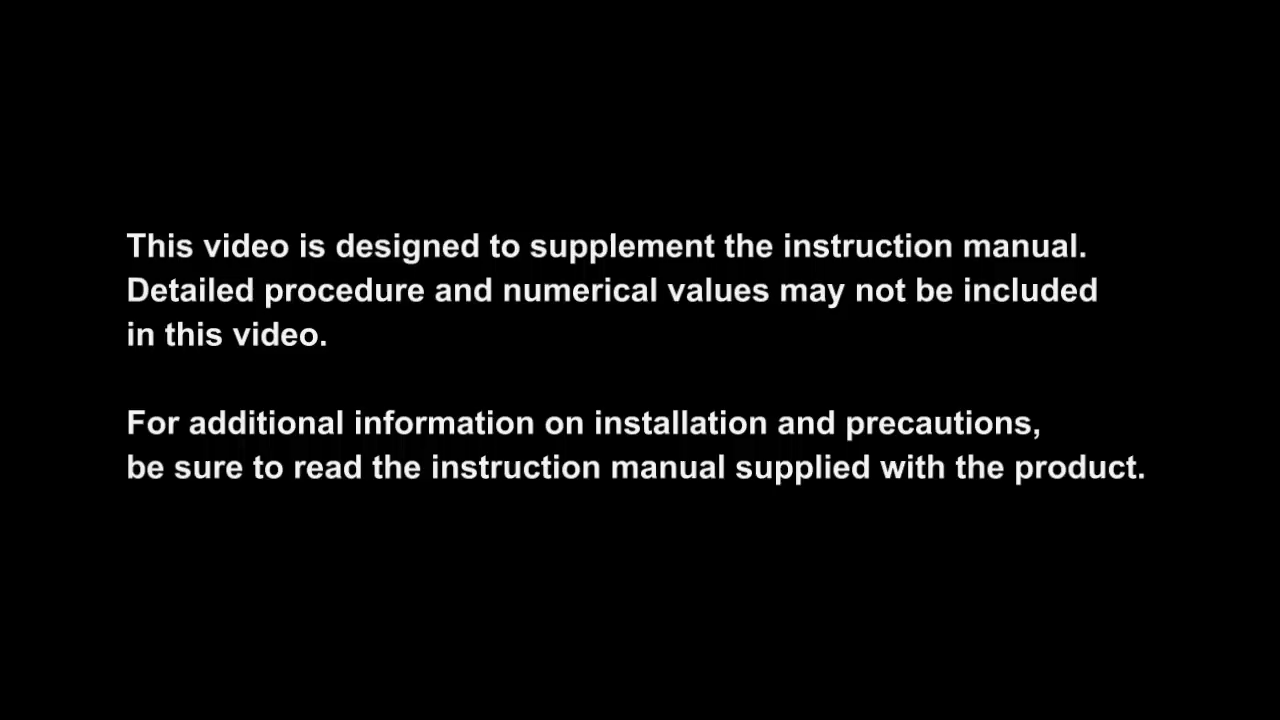 This video is designed to supplement the instruction manual.
Detailed procedure and numerical values may not be included
in this video.
For additional information on installation and precautions,
be sure to read the instruction manual supplied with the product.